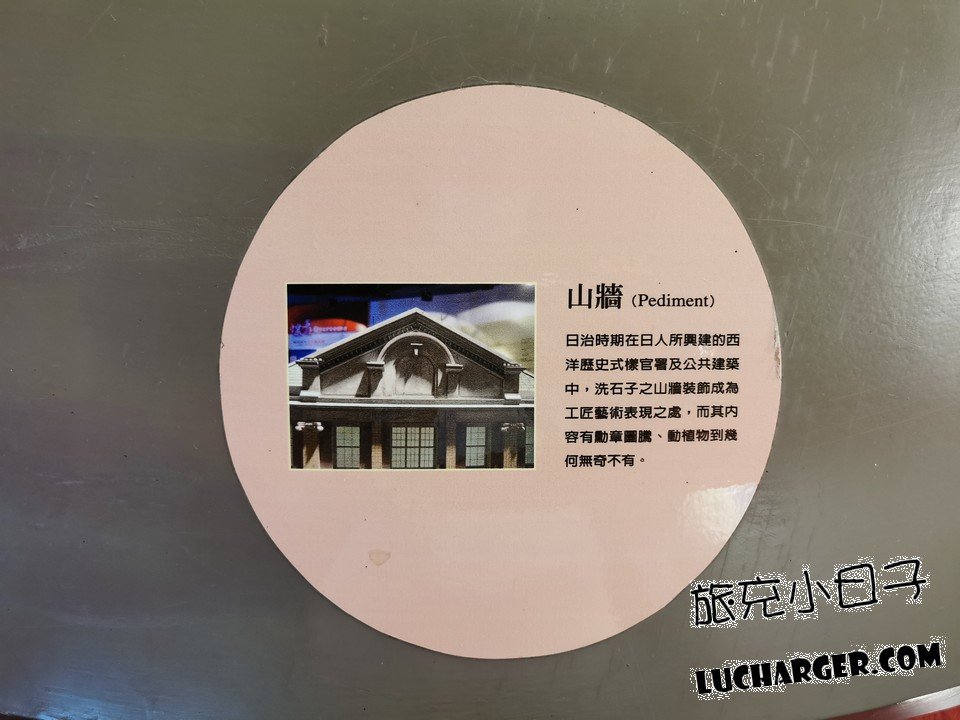 山牆（Pediment）
日治時期在日人所興建的西
洋歷史式樣官署及公共建築
中，洗石子之山牆裝飾成為
工匠藝術表現之處，而其内
容有勳章圖騰、動植物到幾
何無奇不有。
旅充小日子
LUCHARGER.COM